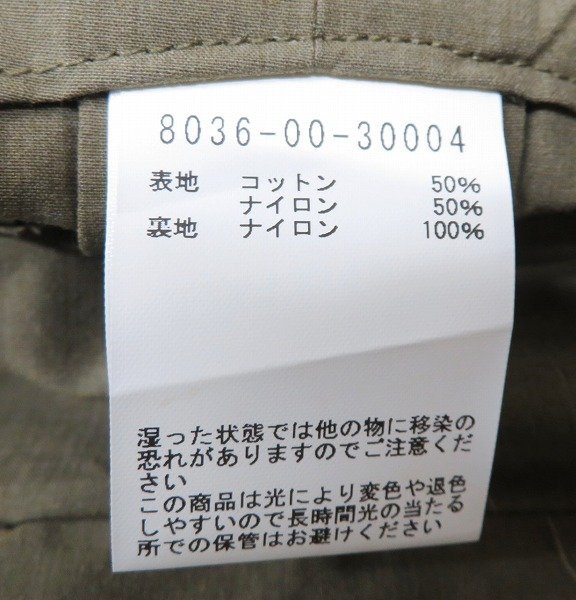 8036-00-30004
表地 コットン 50%
ナイロン 50%
裏地 ナイロン 100%
湿った状態では他の物に移染の
恐れがありますのでご注意くだ
さい
この商品は光により変色や退色
しやすいので長時間光の当たる
所での保管はお避けください